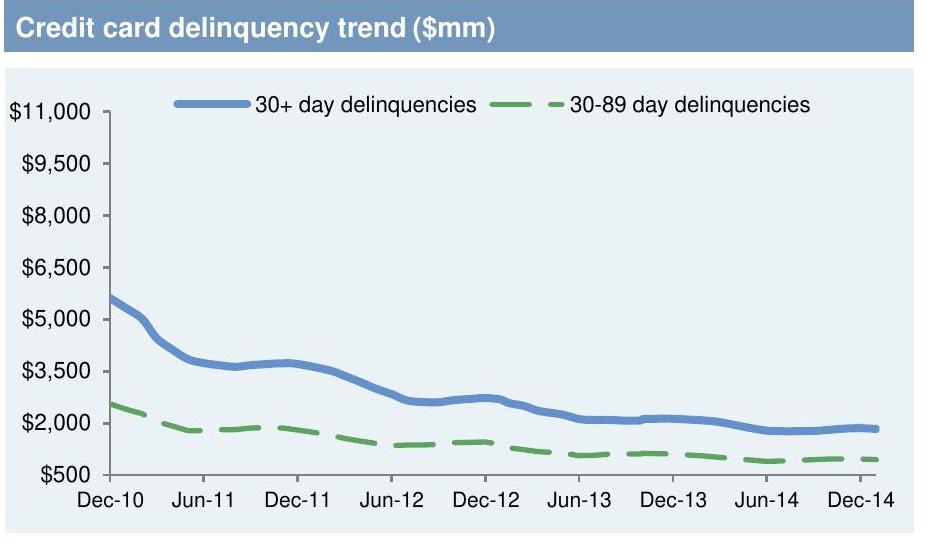 Credit card delinquency trend ($mm)
30+ day delinquencies 30-89 day delinquencies
$11,000
$9,500
$8,000
$6,500
$5,000
$3,500
$2,000
$500
Dec-10 Jun-11 Dec-11 Jun-12 Dec-12 Jun-13 Dec-13 Jun-14 Dec-14